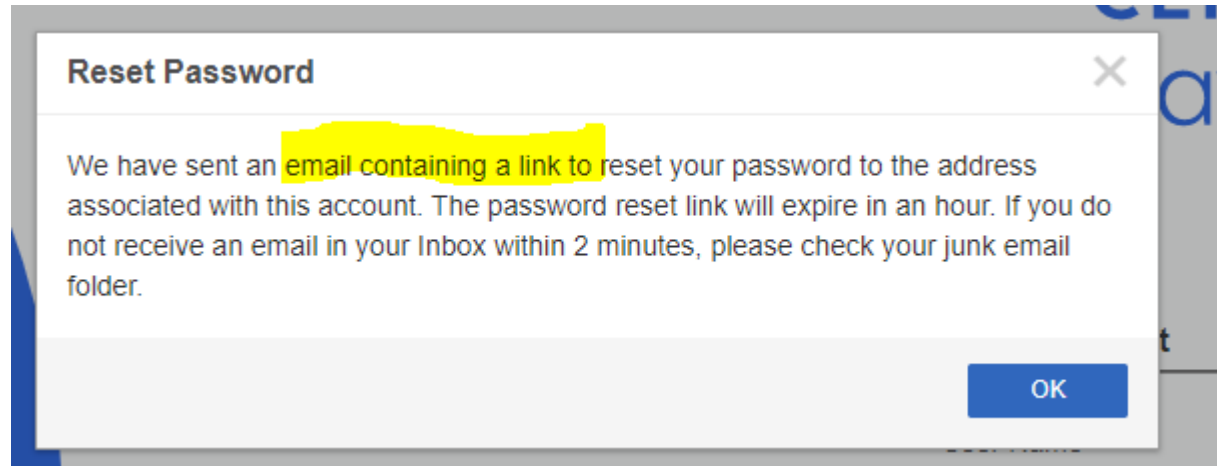 Reset Password
We have sent an email containing a link to reset your password to the address
associated with this account. The password reset link will expire in an hour. If you do
not receive an email in your Inbox within 2 minutes, please check your junk email
folder.
OK